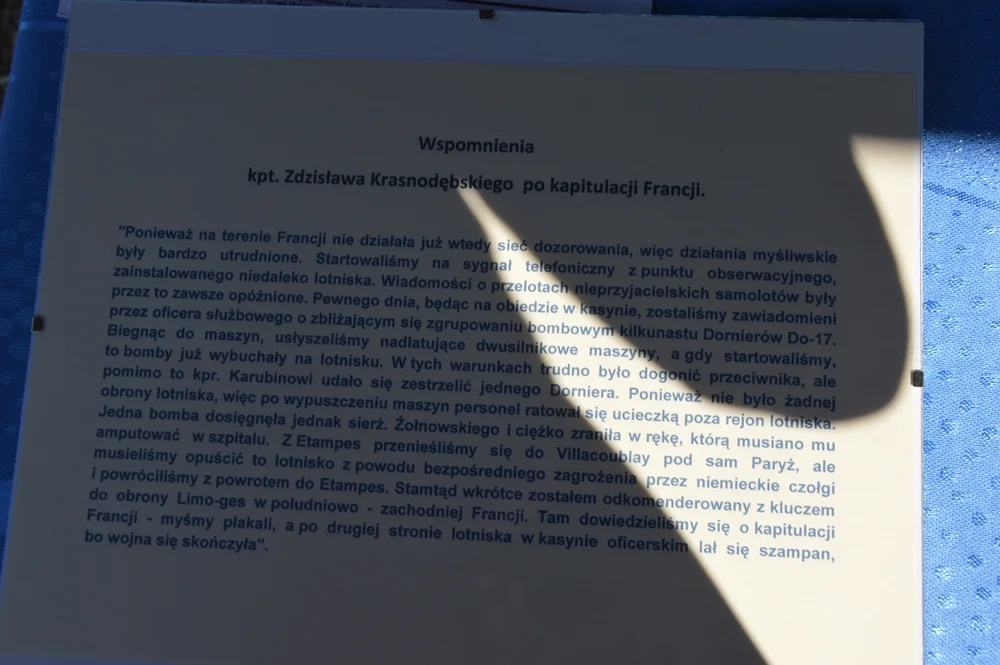 Wspomnienia
kpt. Zdzisława Krasnodębskiego po kapitulacji Francji.
"Ponieważ na terenie Francji nie działała już wtedy sieć dozorowania, więc działania myśliwskie
były bardzo utrudnione. Startowaliśmy na sygnał telefoniczny z punktu obserwacyjnego,
zainstalowanego niedaleko lotniska. Wiadomości o przelotach nieprzyjacielskich samolotów były
przez to zawsze opóźnione. Pewnego dnia, będąc na obiedzie w kasynie, zostaliśmy zawiadomieni
przez oficera służbowego o zbliżającym się zgrupowaniu bombowym kilkunastu Dornierów Do-17.
Biegnąc do maszyn, usłyszeliśmy nadlatujące dwusilnikowe maszyny, a gdy startowaliśmy,
to bomby już wybuchały na lotnisku. W tych warunkach trudno było dogonić przeciwnika, ale
pomimo to kpr. Karubinowi udało się zestrzelić jednego Dorniera. Ponieważ nie było żadnej
obrony lotniska, więc po wypuszczeniu maszyn personel ratował się ucieczką poza rejon lotniska.
Jedna bomba dosięgnęła jednak sierż. Żołnowskiego i ciężko zraniła w rękę, którą musiano mu
amputować w szpitalu. Z Etampes przenieśliśmy się do Villacoublay pod sam Paryż, ale
musieliśmy opuścić to lotnisko z powodu bezpośredniego zagrożenia przez niemieckie czołgi
i powróciliśmy z powrotem do Etampes. Stamtąd wkrótce zostałem odkomenderowany z kluczem
do obrony Limo-ges w poludniowo - zachodniej Francji. Tam dowiedzieliśmy się o kapitulacji
Francji - myśmy płakali, a po drugiej stronie lotniska w kasynie oficerskim lał się szampan,
bo wojna się skończyła".